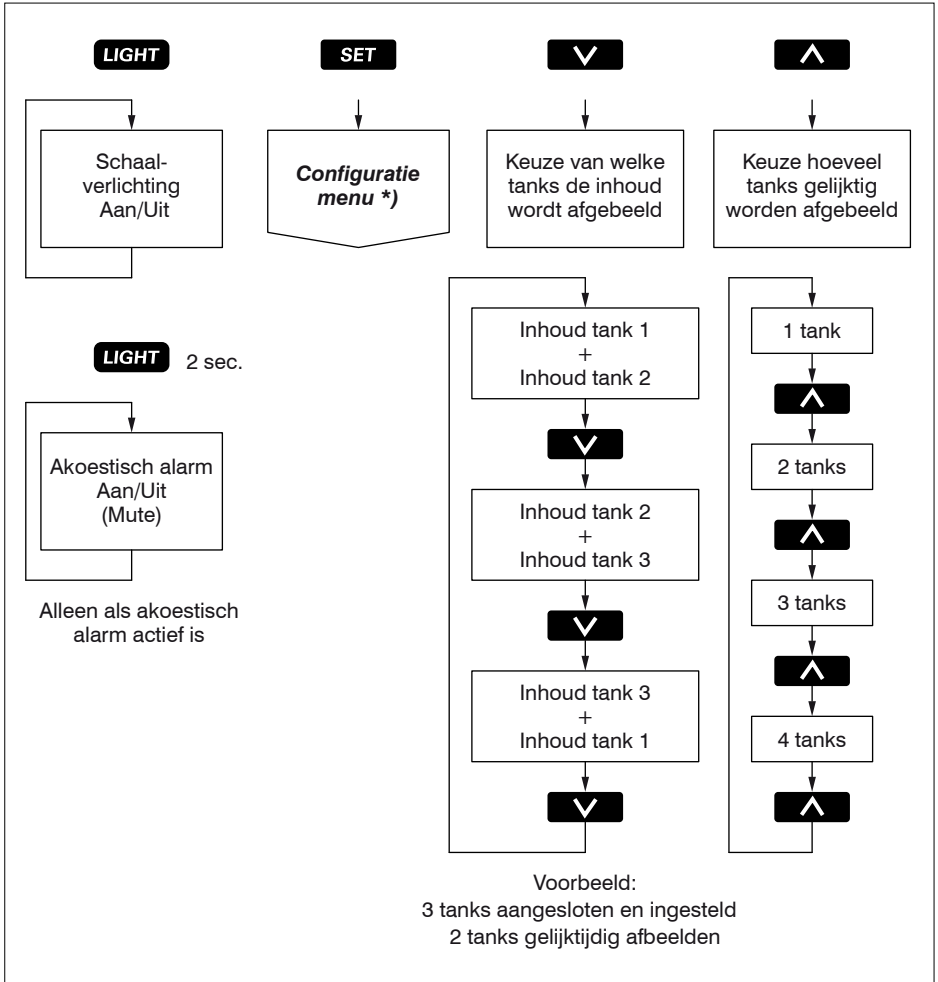 LIGHT
Schaal-
verlichting
Aan/Uit
LIGHT 2 sec.
Akoestisch alarm
Aan/Uit
(Mute)
Alleen als akoestisch
alarm actief is
SET
Configuratie
menu *)
Keuze van welke
tanks de inhoud
wordt afgebeeld
Inhoud tank 1
+
Inhoud tank 2
Inhoud tank 2
+
Inhoud tank 3
Inhoud tank 3
+
Inhoud tank 1
Keuze hoeveel
tanks gelijktig
worden afgebeeld
1 tank
2 tanks
3 tanks
4 tanks
Voorbeeld:
3 tanks aangesloten en ingesteld
2 tanks gelijktijdig afbeelden